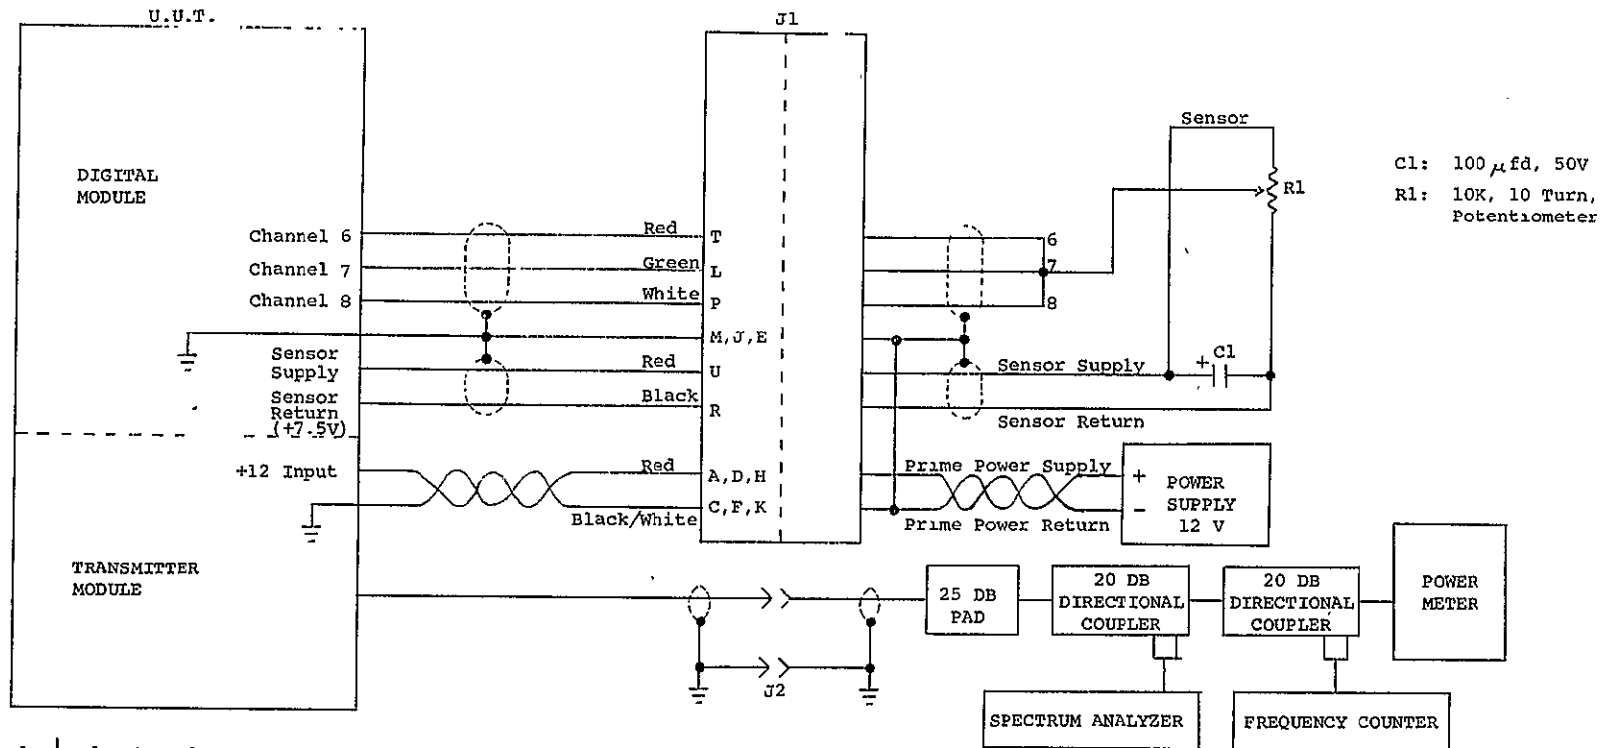 U.U.T.
J1
DIGITAL
MODULE
Channel 6
Channel 7
Channel 8
Sensor
Supply
Sensor
Return
(+7.5V)
+12 Input
TRANSMITTER
MODULE
Red
Green
White
Red
Black
Red
Black/White
T
L
P
M,J,E
U
R
A,D,H
C,F,K
6
7
8
Sensor
R1
C1: 100 μfd, 50V
R1: 10K, 10 Turn,
Potentiometer
+ C1
Sensor Supply
Sensor Return
Prime Power Supply
Prime Power Return
+
-
POWER
SUPPLY
12 V
J2
25 DB
PAD
20 DB
DIRECTIONAL
COUPLER
20 DB
DIRECTIONAL
COUPLER
POWER
METER
SPECTRUM ANALYZER
FREQUENCY COUNTER